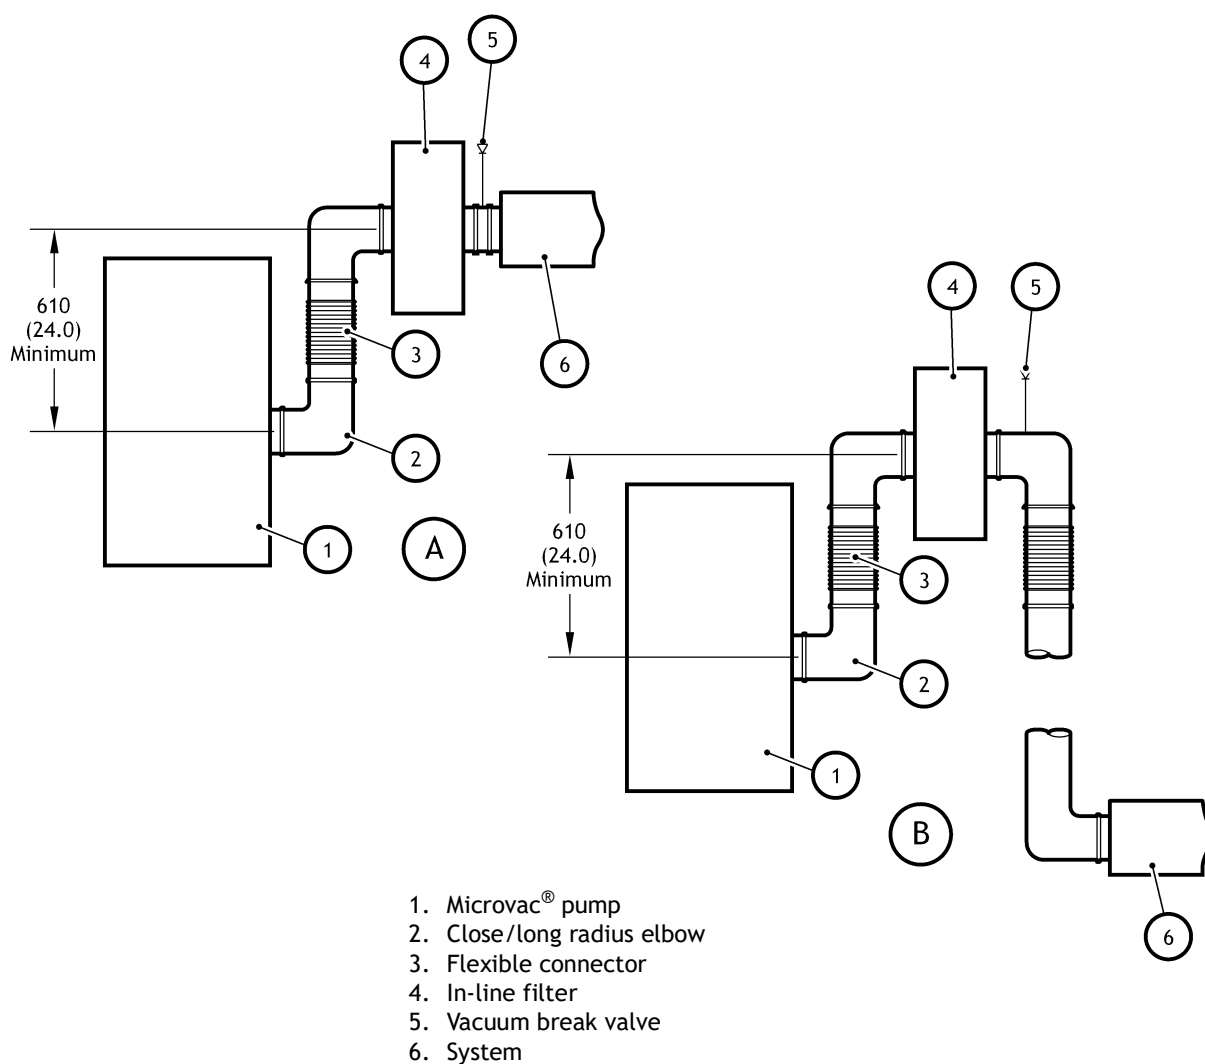 5
4
610
(24.0)
Minimum
3
6
2
1
A
4
5
610
(24.0)
Minimum
3
2
1
B
6
1. Microvac® pump
2. Close/long radius elbow
3. Flexible connector
4. In-line filter
5. Vacuum break valve
6. System